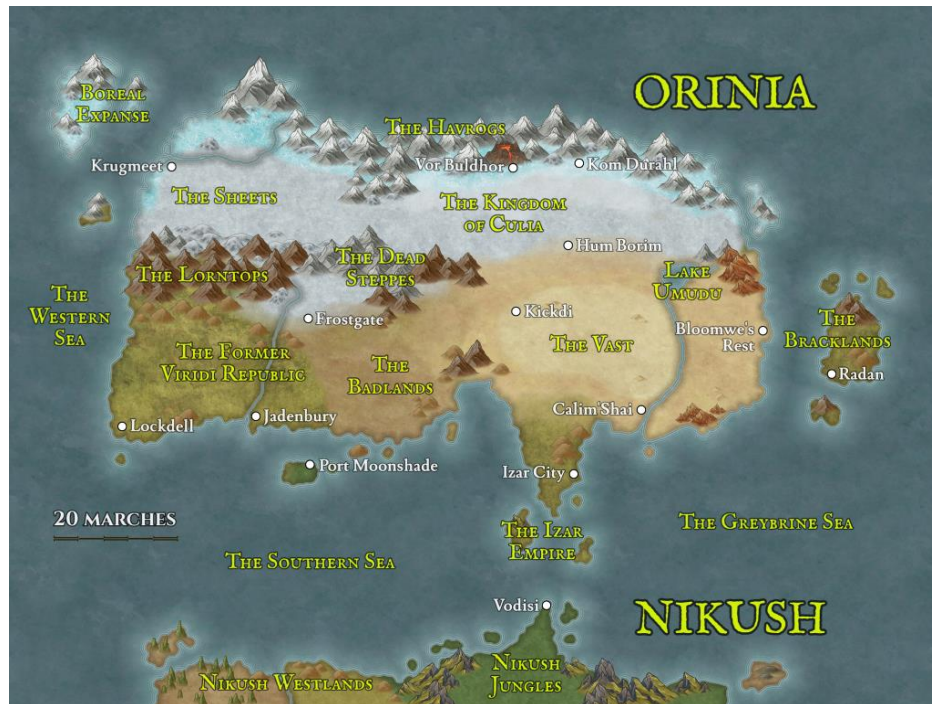 ORINIA
BOREAL
EXPANSE
THE HAVROGS
Krugmeet
Vor Buldhor
Kom Durahl
THE SHEETS
THE KINGDOM
OF CULIA
Hum Borim
THE LORNTOPS
THE DEAD
STEPPES
LAKE
UMUDU
THE
WESTERN
SEA
Frostgate
Kickdi
THE VAST
Bloomwe's
Rest
THE
BRACKLANDS
THE FORMER
VIRIDI REPUBLIC
THE
BADLANDS
Radan
Lockdell
Jadenbury
Calim'Shai
Port Moonshade
Izar City
20 MARCHES
THE IZAR
EMPIRE
THE GREYBRINE SEA
THE SOUTHERN SEA
Vodisi
NIKUSH
NIKUSH WESTLANDS
NIKUSH
JUNGLES